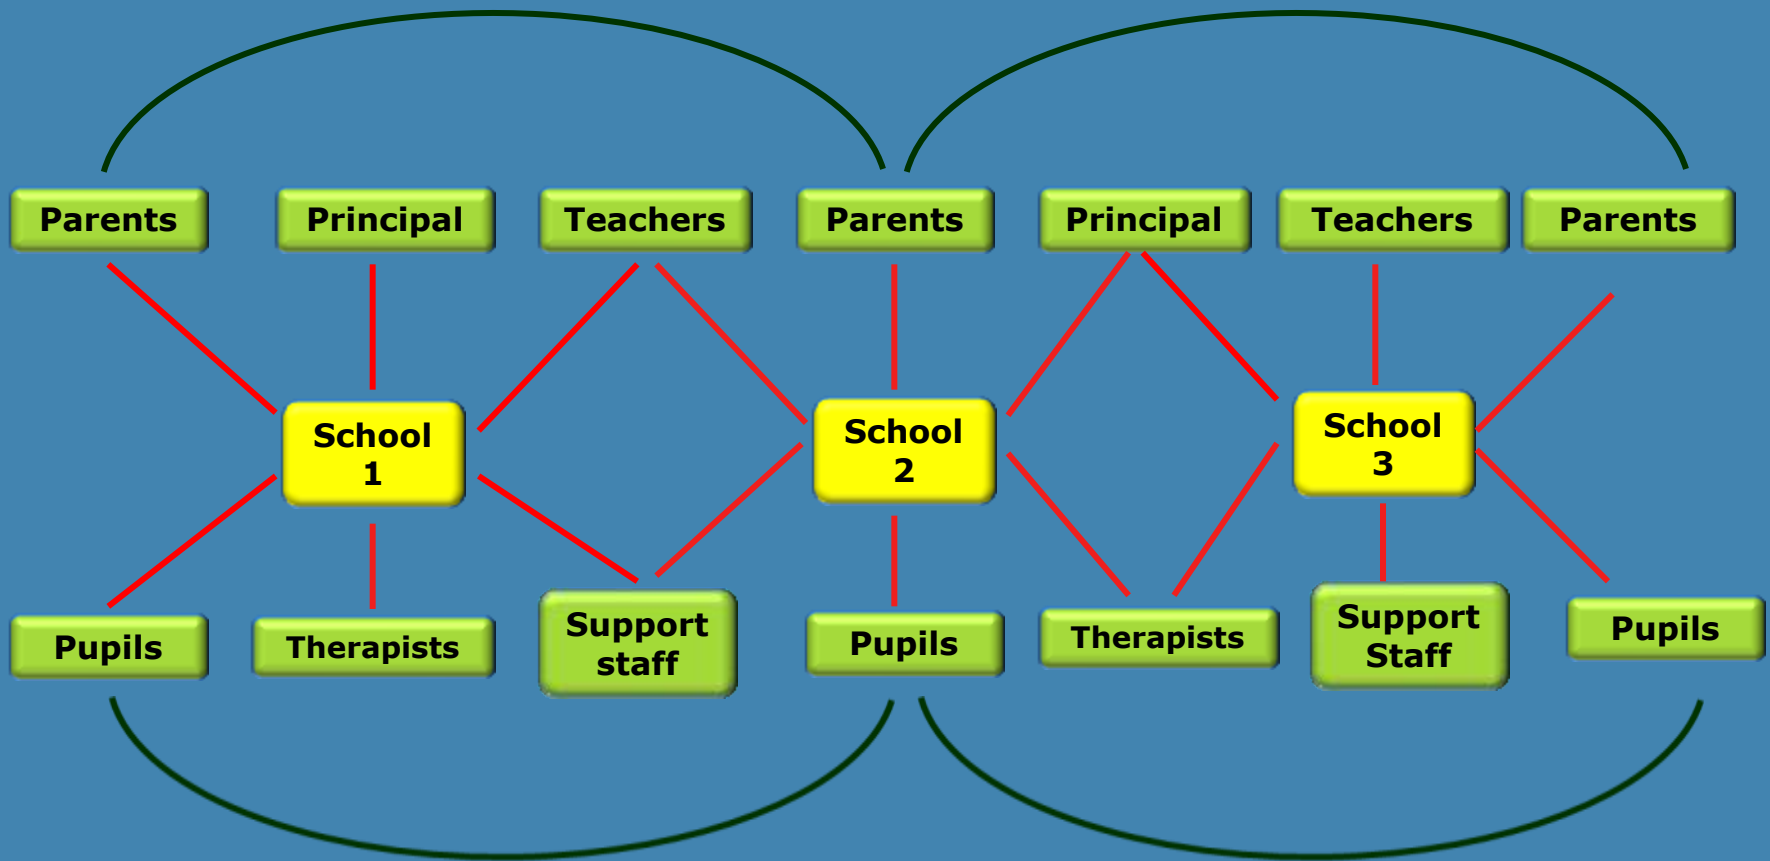 Parents
Principal
Teachers
Parents
Principal
Teachers
Parents
School
1
School
2
School
3
Pupils
Therapists
Support
staff
Pupils
Therapists
Support
Staff
Pupils